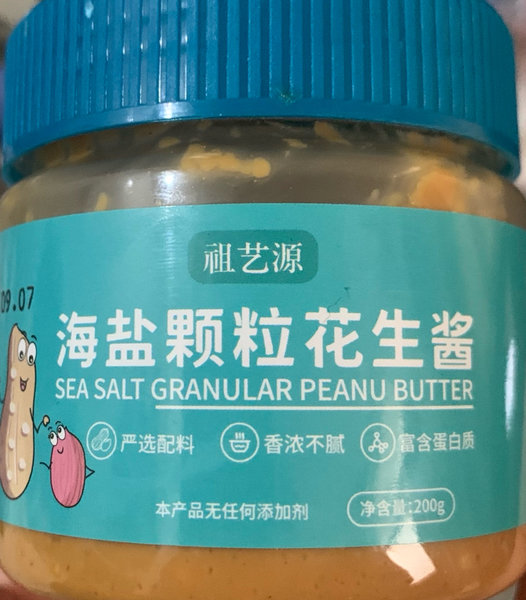 祖艺源
09.07
海盐颗粒花生酱
SEA SALT GRANULAR PEANU BUTTER
严选配料 香浓不腻 富含蛋白质
本产品无任何添加剂 净含量:200g